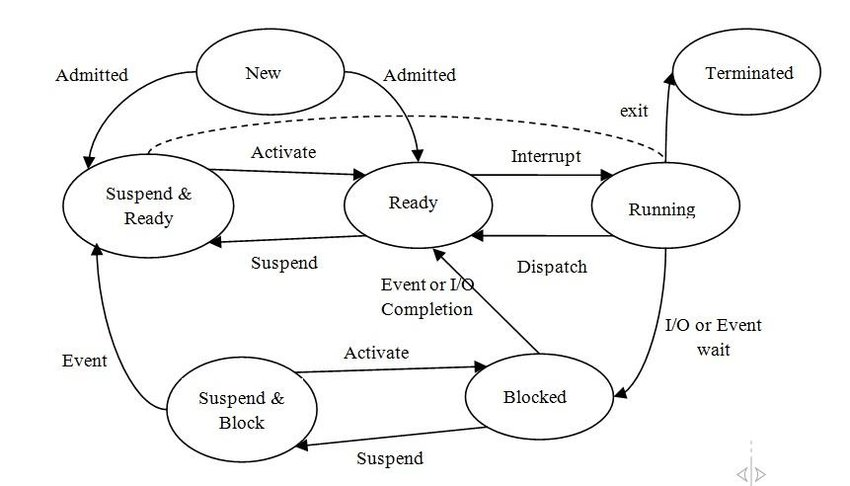 New
Terminated
Admitted
Admitted
exit
Activate
Interrupt
Suspend &
Ready
Ready
Running
Suspend
Dispatch
Event or I/O
Completion
I/O or Event
wait
Event
Activate
Suspend &
Block
Blocked
Suspend